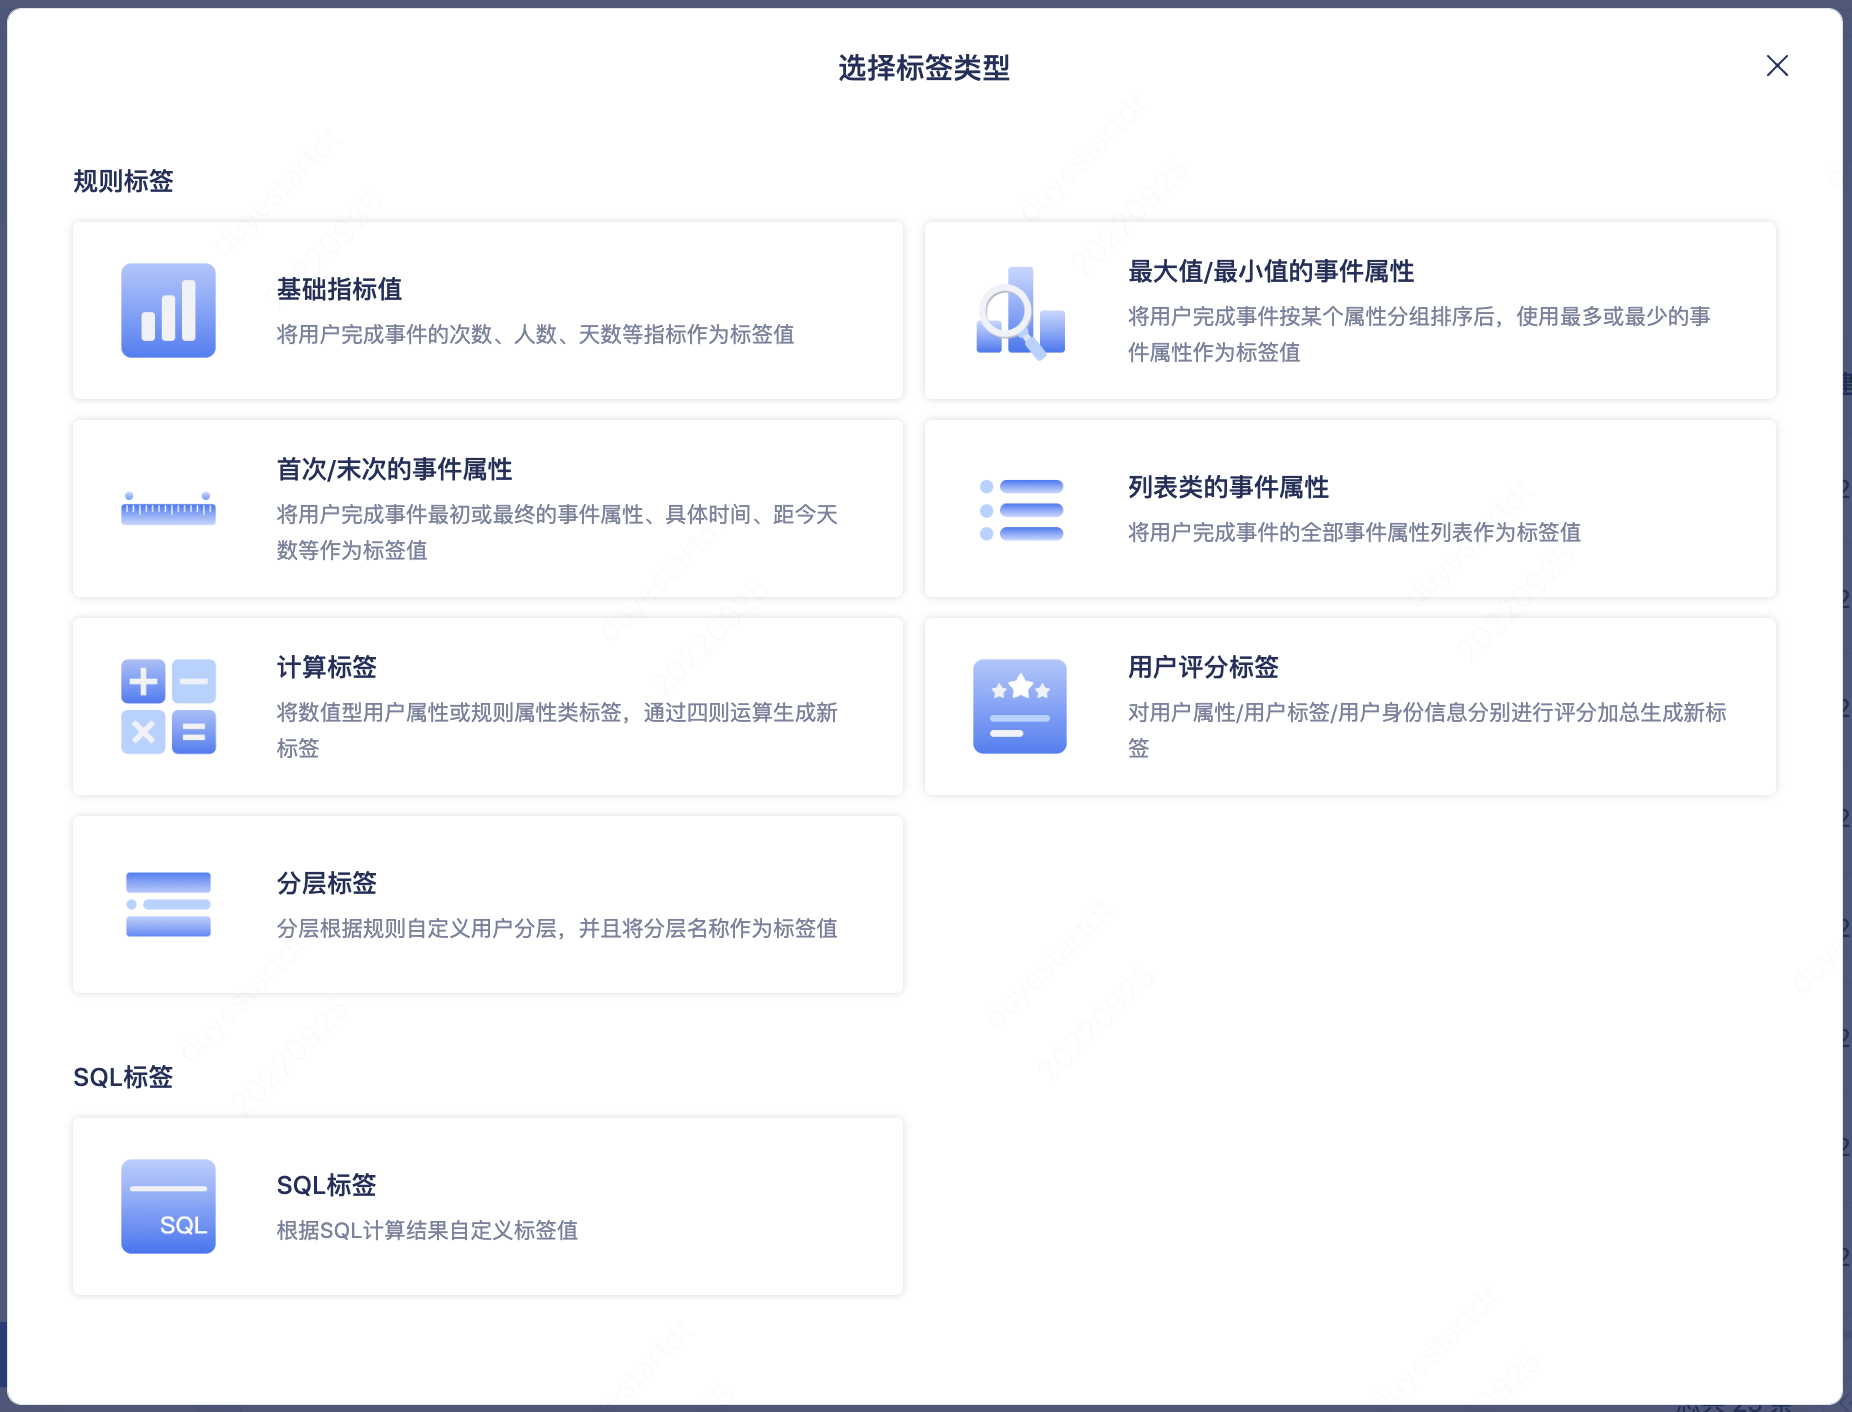 选择标签类型
规则标签
基础指标值
将用户完成事件的次数、人数、天数等指标作为标签值
最大值/最小值的事件属性
将用户完成事件按某个属性分组排序后，使用最多或最少的事
件属性作为标签值
首次/末次的事件属性
将用户完成事件最初或最终的事件属性、具体时间、距今天
数等作为标签值
列表类的事件属性
将用户完成事件的全部事件属性列表作为标签值
计算标签
将数值型用户属性或规则属性类标签，通过四则运算生成新
标签
用户评分标签
对用户属性/用户标签/用户身份信息分别进行评分加总生成新标
签
分层标签
分层根据规则自定义用户分层，并且将分层名称作为标签值
SQL标签
SQL
SQL标签
根据SQL计算结果自定义标签值
duyestartdt
20220925